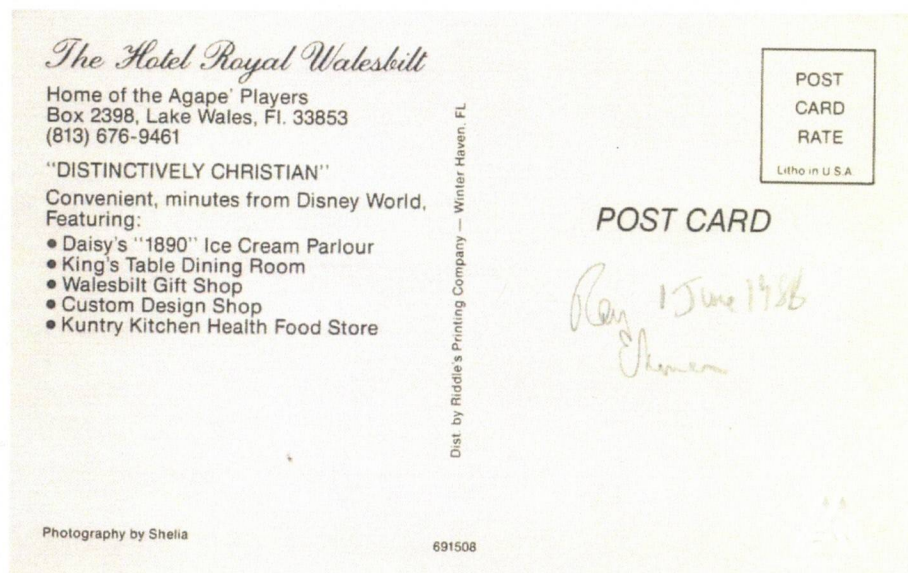 The Hotel Royal Walesbilt
Home of the Agape' Players
Box 2398, Lake Wales, Fl. 33853
(813) 676-9461
"DISTINCTIVELY CHRISTIAN"
Convenient, minutes from Disney World,
Featuring:
• Daisy's "1890" Ice Cream Parlour
• King's Table Dining Room
• Walesbilt Gift Shop
• Custom Design Shop
• Kuntry Kitchen Health Food Store
Photography by Shelia
Dist. by Riddle's Printing Company — Winter Haven, FL
691508
POST
CARD
RATE
Litho in U.S.A.
POST CARD
Ray 1 June 1986